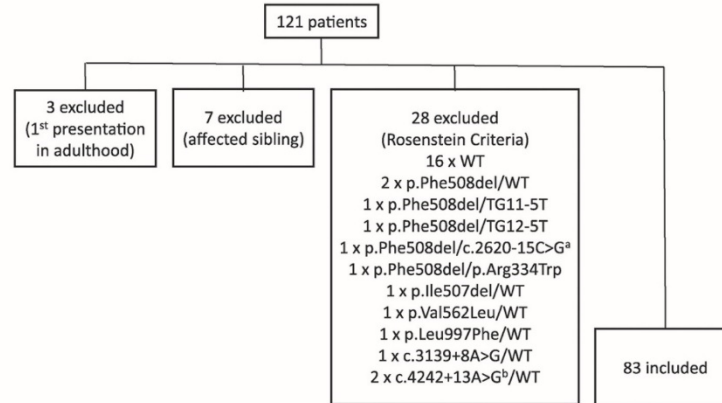 121 patients
3 excluded
(1st presentation
in adulthood)
7 excluded
(affected sibling)
28 excluded
(Rosenstein Criteria)
16 x WT
2 x p.Phe508del/WT
1 x p.Phe508del/TG11-5T
1 x p.Phe508del/TG12-5T
1 x p.Phe508del/c.2620-15C>Gᵃ
1 x p.Phe508del/p.Arg334Trp
1 x p.Ile507del/WT
1 x p.Val562Leu/WT
1 x p.Leu997Phe/WT
1 x c.3139+8A>G/WT
2 x c.4242+13A>Gᵇ/WT
83 included